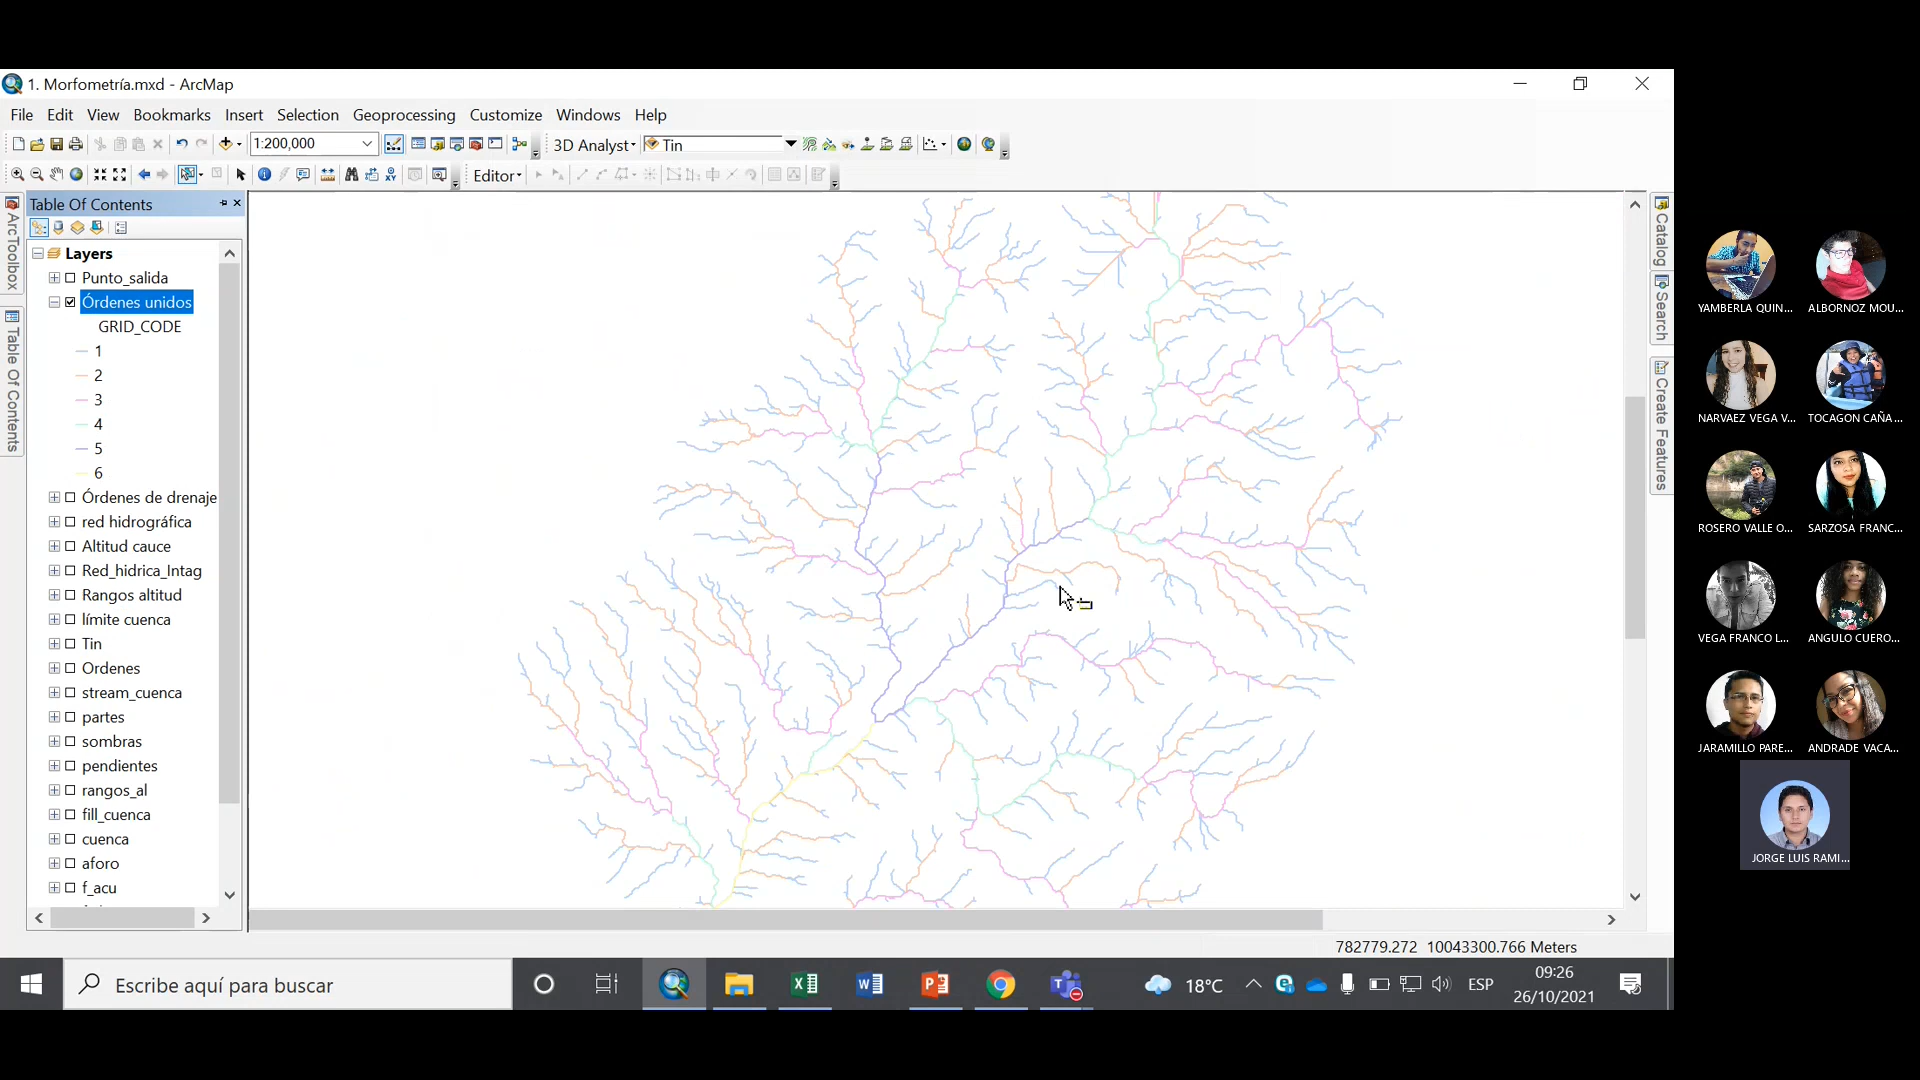 1. Morfometría.mxd - ArcMap
File Edit View Bookmarks Insert Selection Geoprocessing Customize Windows Help
1:200,000
3D Analyst
Tin
Editor
Table Of Contents
ArcToolbox
Table Of Contents
Layers
Punto_salida
Órdenes unidos
GRID_CODE
1
2
3
4
5
6
Órdenes de drenaje
red hidrográfica
Altitud cauce
Red_hidrica_Intag
Rangos altitud
límite cuenca
Tin
Ordenes
stream_cuenca
partes
sombras
pendientes
rangos_al
fill_cuenca
cuenca
aforo
f_acu
Catalog
Search
Create Features
782779.272 10043300.766 Meters
Escribe aquí para buscar
18°C
ESP
09:26
26/10/2021
YAMBERLA QUIN...
ALBORNOZ MOU...
NARVAEZ VEGA V...
TOCAGON CAÑA ...
ROSERO VALLE O...
SARZOSA FRANC...
VEGA FRANCO L...
ANGULO CUERO...
JARAMILLO PARE...
ANDRADE VACA...
JORGE LUIS RAMI...